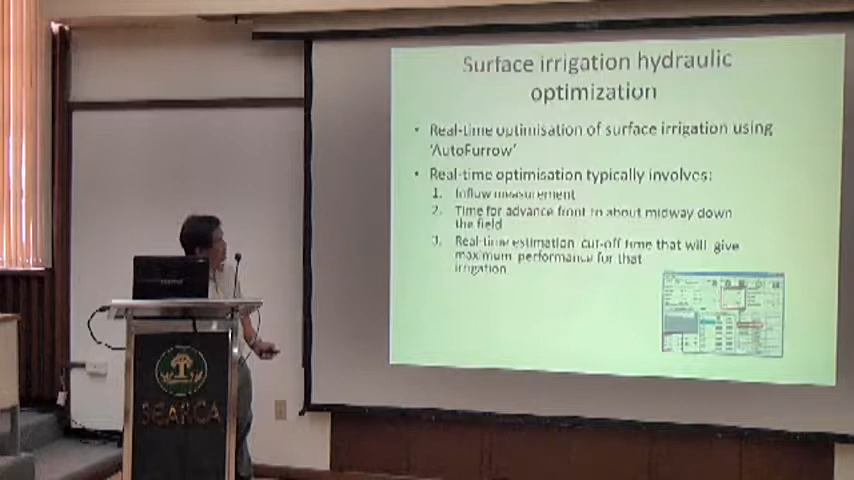 Surface irrigation hydraulic
optimization
• Real-time optimisation of surface irrigation using
'AutoFurrow'
• Real-time optimisation typically involves:
1. Inflow measurement
2. Time for advance front to about midway down
the field
3. Real-time estimation cut-off time that will give
maximum performance for that
irrigation
SEARCA